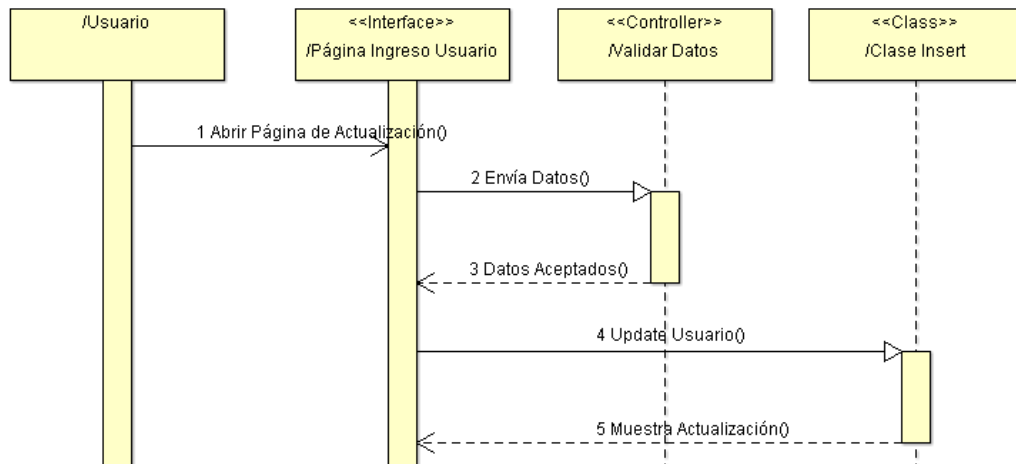 /Usuario
<<Interface>>
/Página Ingreso Usuario
<<Controller>>
/Validar Datos
<<Class>>
/Clase Insert
1 Abrir Página de Actualización()
2 Envía Datos()
3 Datos Aceptados()
4 Update Usuario()
5 Muestra Actualización()